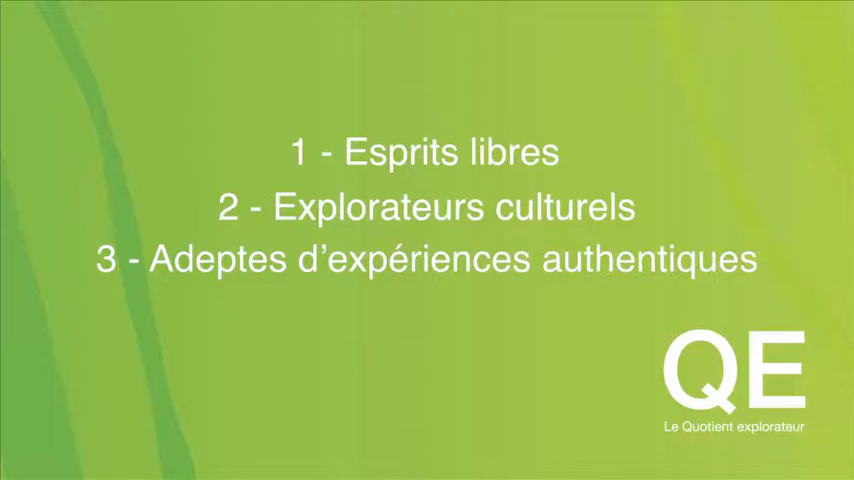 1 - Esprits libres
2 - Explorateurs culturels
3 - Adeptes d’expériences authentiques
QE
Le Quotient explorateur